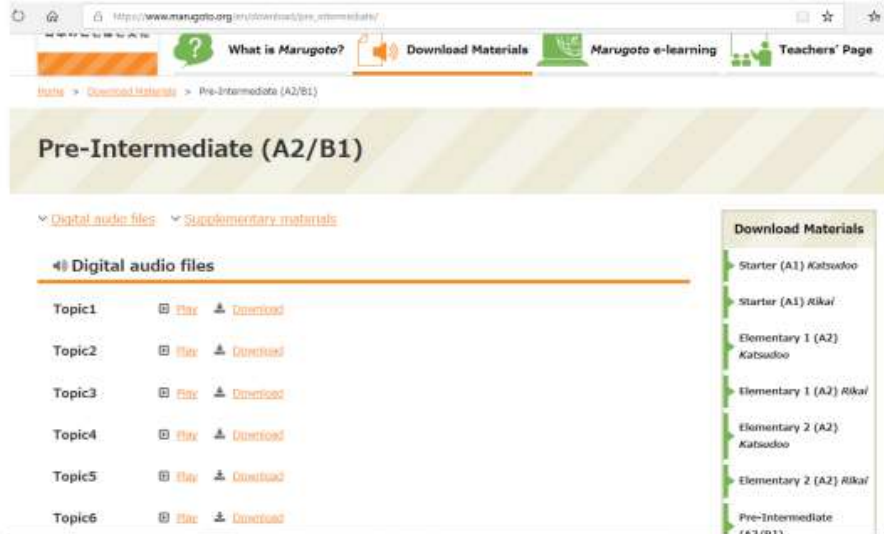 https://www.marugoto.org/en/download/pre_intermediate/
What is Marugoto?
Download Materials
Marugoto e-learning
Teachers' Page
Home > Download Materials > Pre-Intermediate (A2/B1)
Pre-Intermediate (A2/B1)
Digital audio files Supplementary materials
Digital audio files
Topic1 Play Download
Topic2 Play Download
Topic3 Play Download
Topic4 Play Download
Topic5 Play Download
Topic6 Play Download
Download Materials
Starter (A1) Katsudoo
Starter (A1) Rikai
Elementary 1 (A2)
Katsudoo
Elementary 1 (A2) Rikai
Elementary 2 (A2)
Katsudoo
Elementary 2 (A2) Rikai
Pre-Intermediate
(A2/B1)